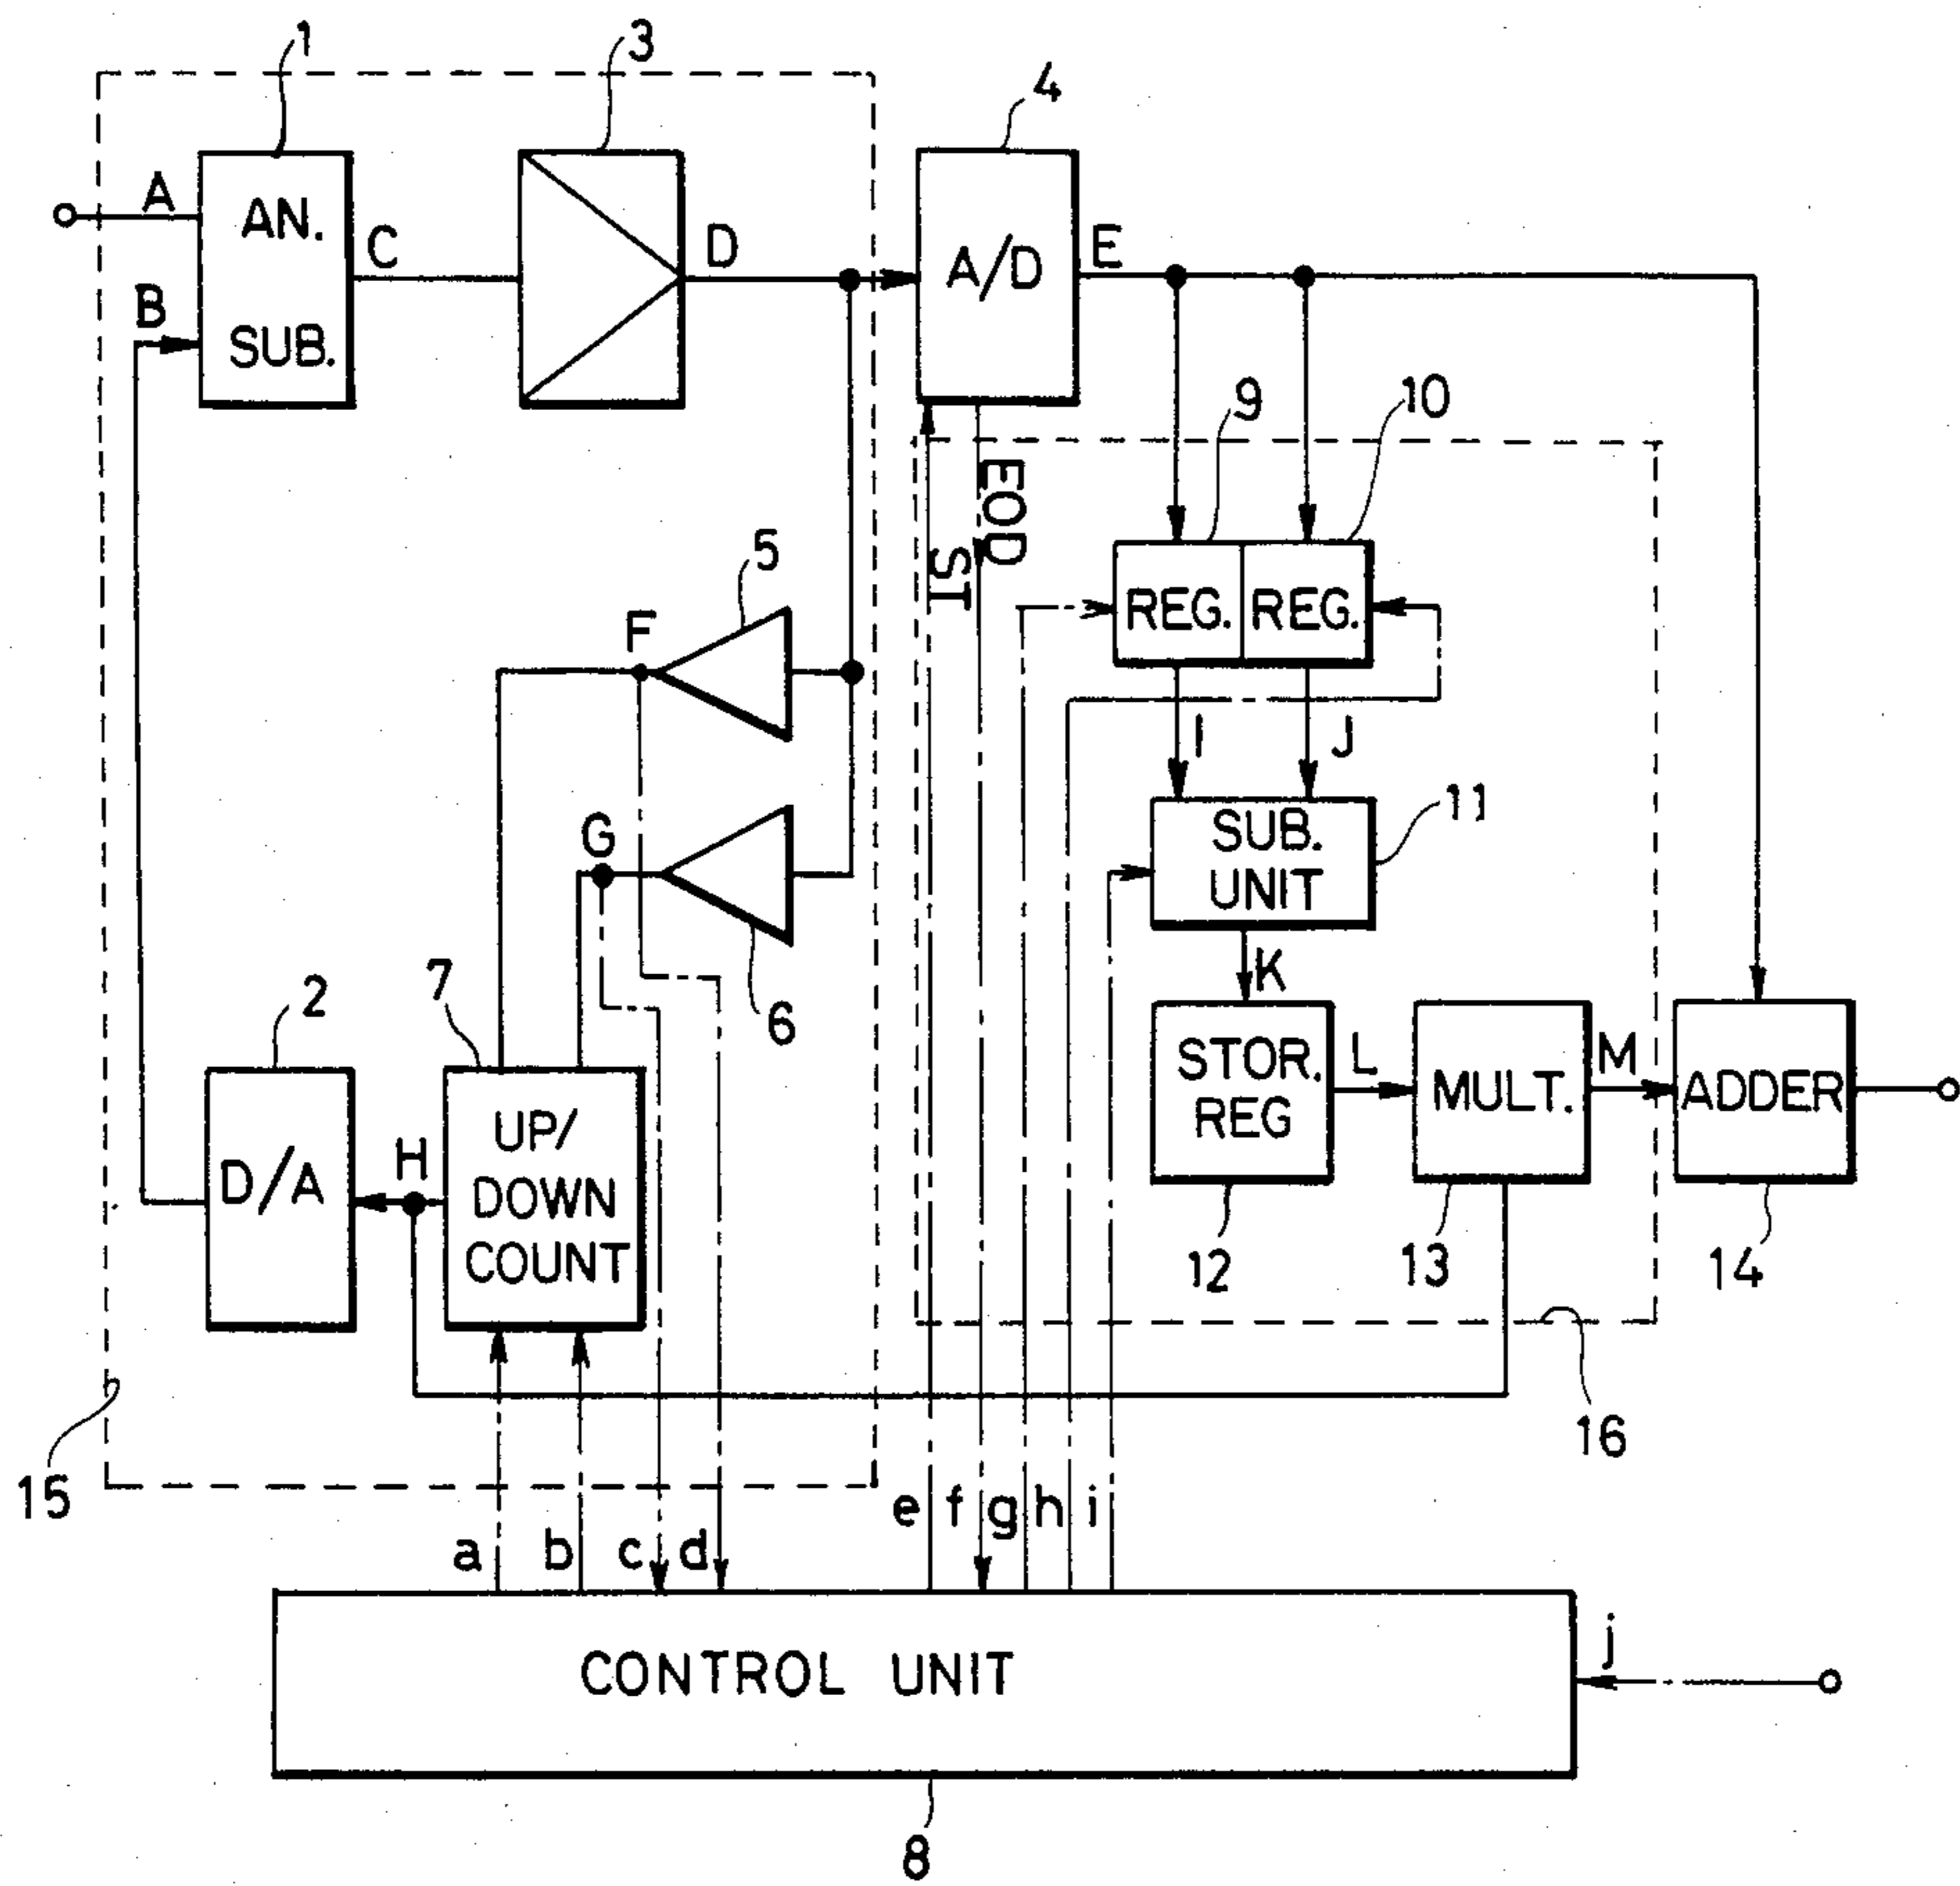 1
3
4
A
AN.
SUB.
B
C
D
A/D
E
9
10
EOD
ST
5
F
REG.
REG.
I
J
G
SUB.
UNIT
11
6
7
2
K
STOR.
REG
L
MULT.
M
ADDER
D/A
H
UP/
DOWN
COUNT
12
13
14
15
16
a
b
c
d
e
f
g
h
i
CONTROL UNIT
j
8